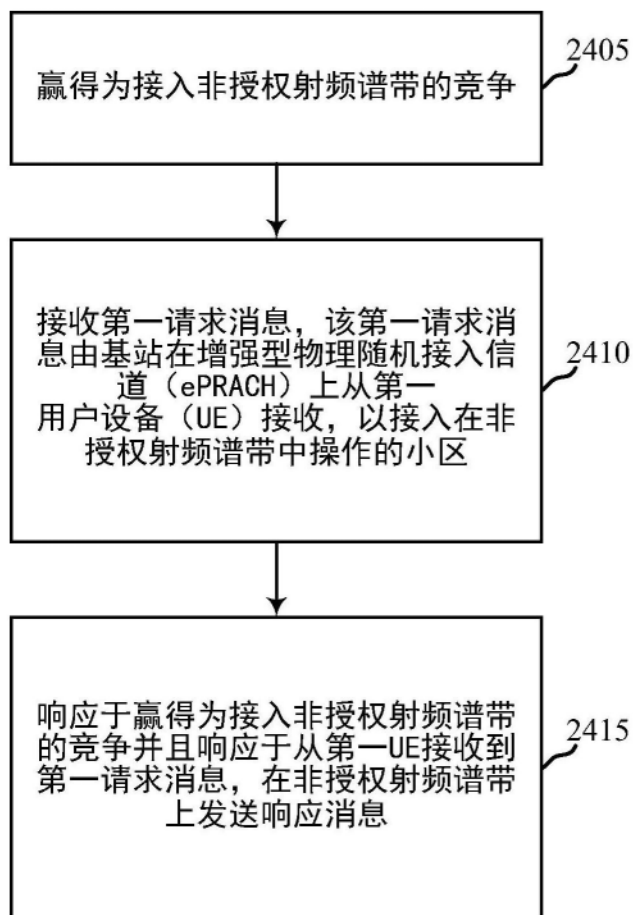 2405
赢得为接入非授权射频谱带的竞争
接收第一请求消息，该第一请求消
息由基站在增强型物理随机接入信
道（ePRACH）上从第一
用户设备（UE）接收，以接入在非
授权射频谱带中操作的小区
2410
响应于赢得为接入非授权射频谱带
的竞争并且响应于从第一UE接收到
第一请求消息，在非授权射频谱带
上发送响应消息
2415